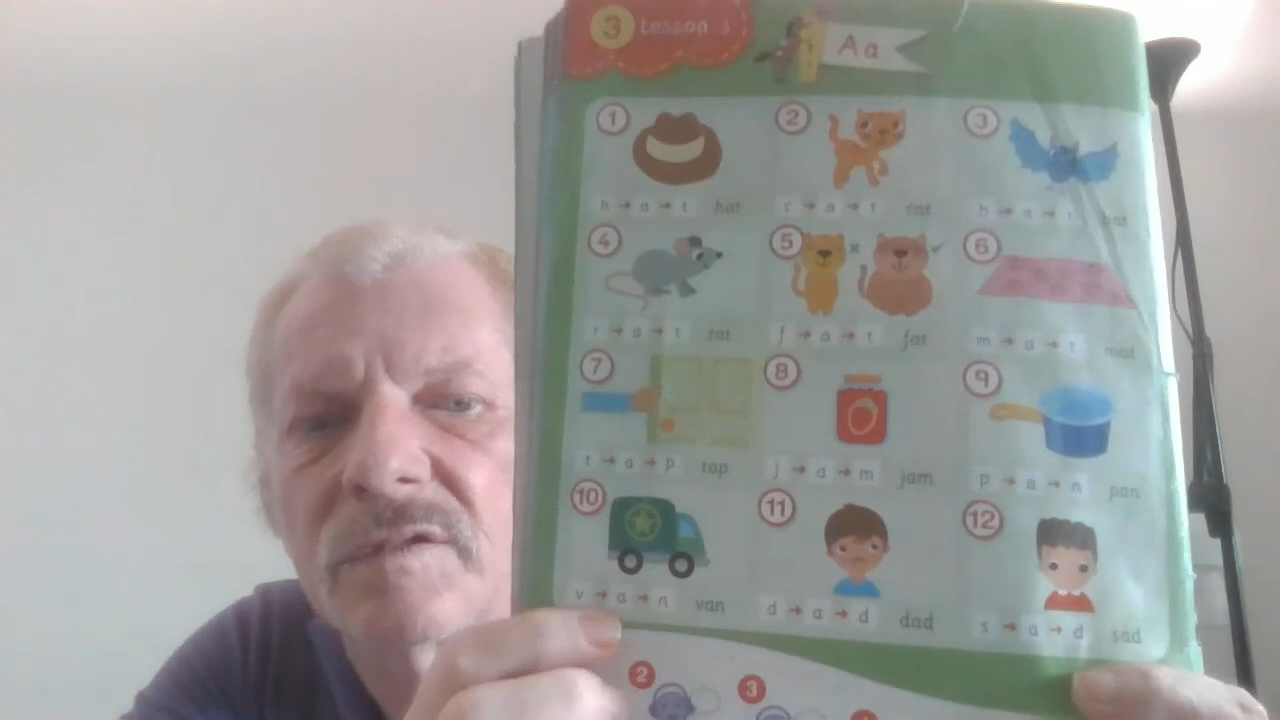 3 Lesson 3
Aa
1 2 3
h → a → t hat c → a → t cat b → a → t bat
4 5 6
r → a → t rat f → a → t fat m → a → t mat
7 8 9
t → a → p tap j → a → m jam p → a → n pan
10 11 12
v → a → n van d → a → d dad s → a → d sad
2 3